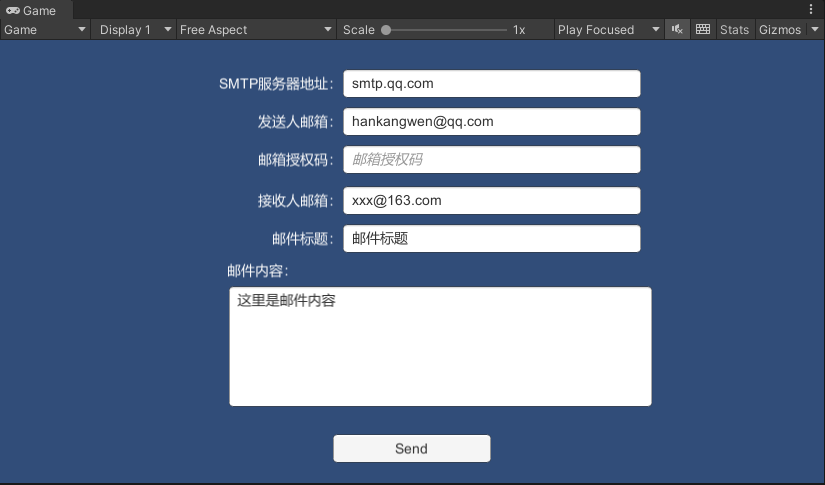 Game
Game Display 1 Free Aspect Scale 1x Play Focused Stats Gizmos
SMTP服务器地址: smtp.qq.com
发送人邮箱: hankangwen@qq.com
邮箱授权码: 邮箱授权码
接收人邮箱: xxx@163.com
邮件标题: 邮件标题
邮件内容:
这里是邮件内容
Send